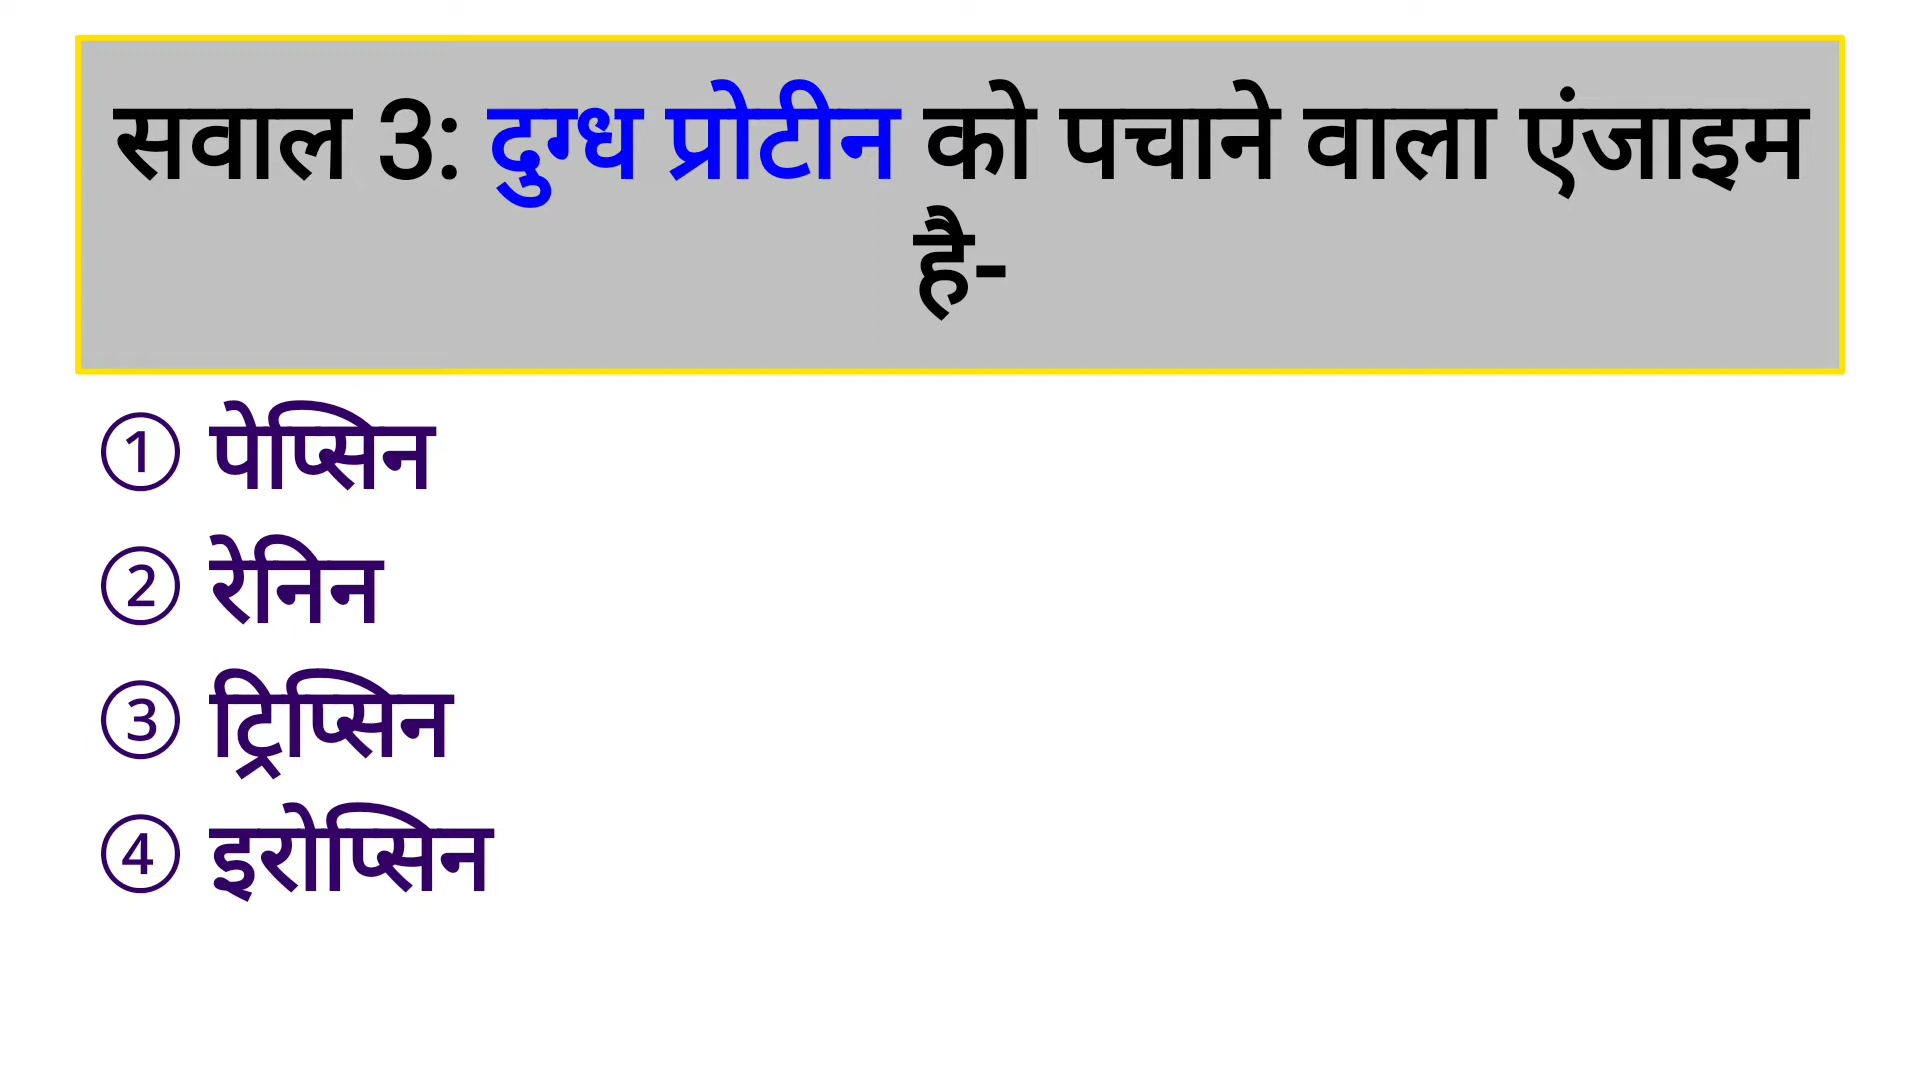 सवाल 3: दुग्ध प्रोटीन को पचाने वाला एंजाइम
है-
① पेप्सिन
② रेनिन
③ ट्रिप्सिन
④ इरोप्सिन